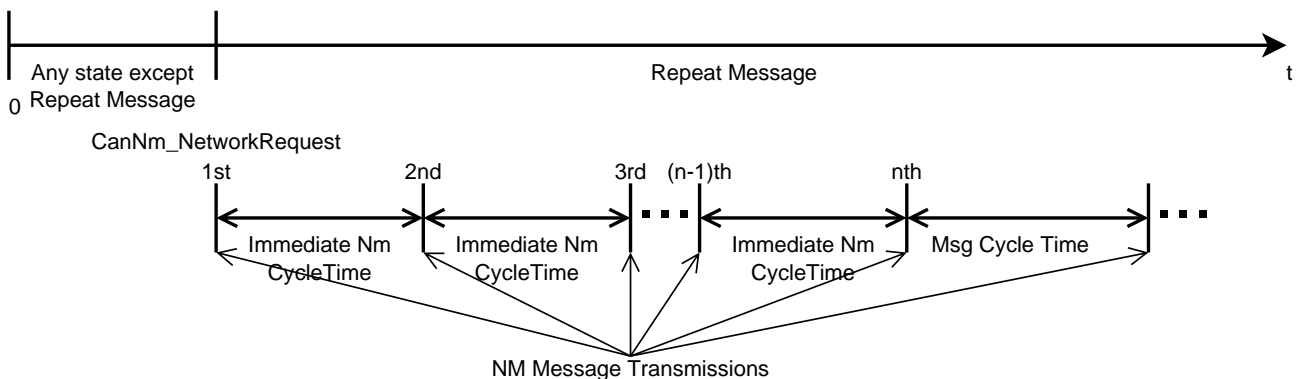 Any state except
Repeat Message
Repeat Message
t
0
CanNm_NetworkRequest
1st
2nd
3rd
(n-1)th
nth
Immediate Nm
CycleTime
Immediate Nm
CycleTime
Immediate Nm
CycleTime
Msg Cycle Time
NM Message Transmissions